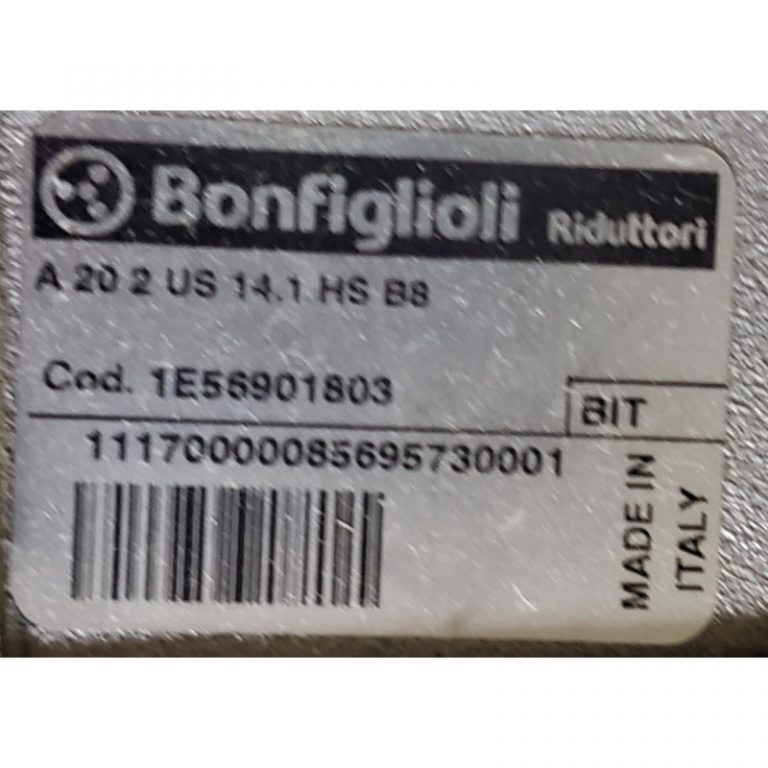 Bonfiglioli Riduttori
A 20 2 US 14.1 HS B8
Cod. 1E56901803
BIT
11170000085695730001
MADE IN
ITALY